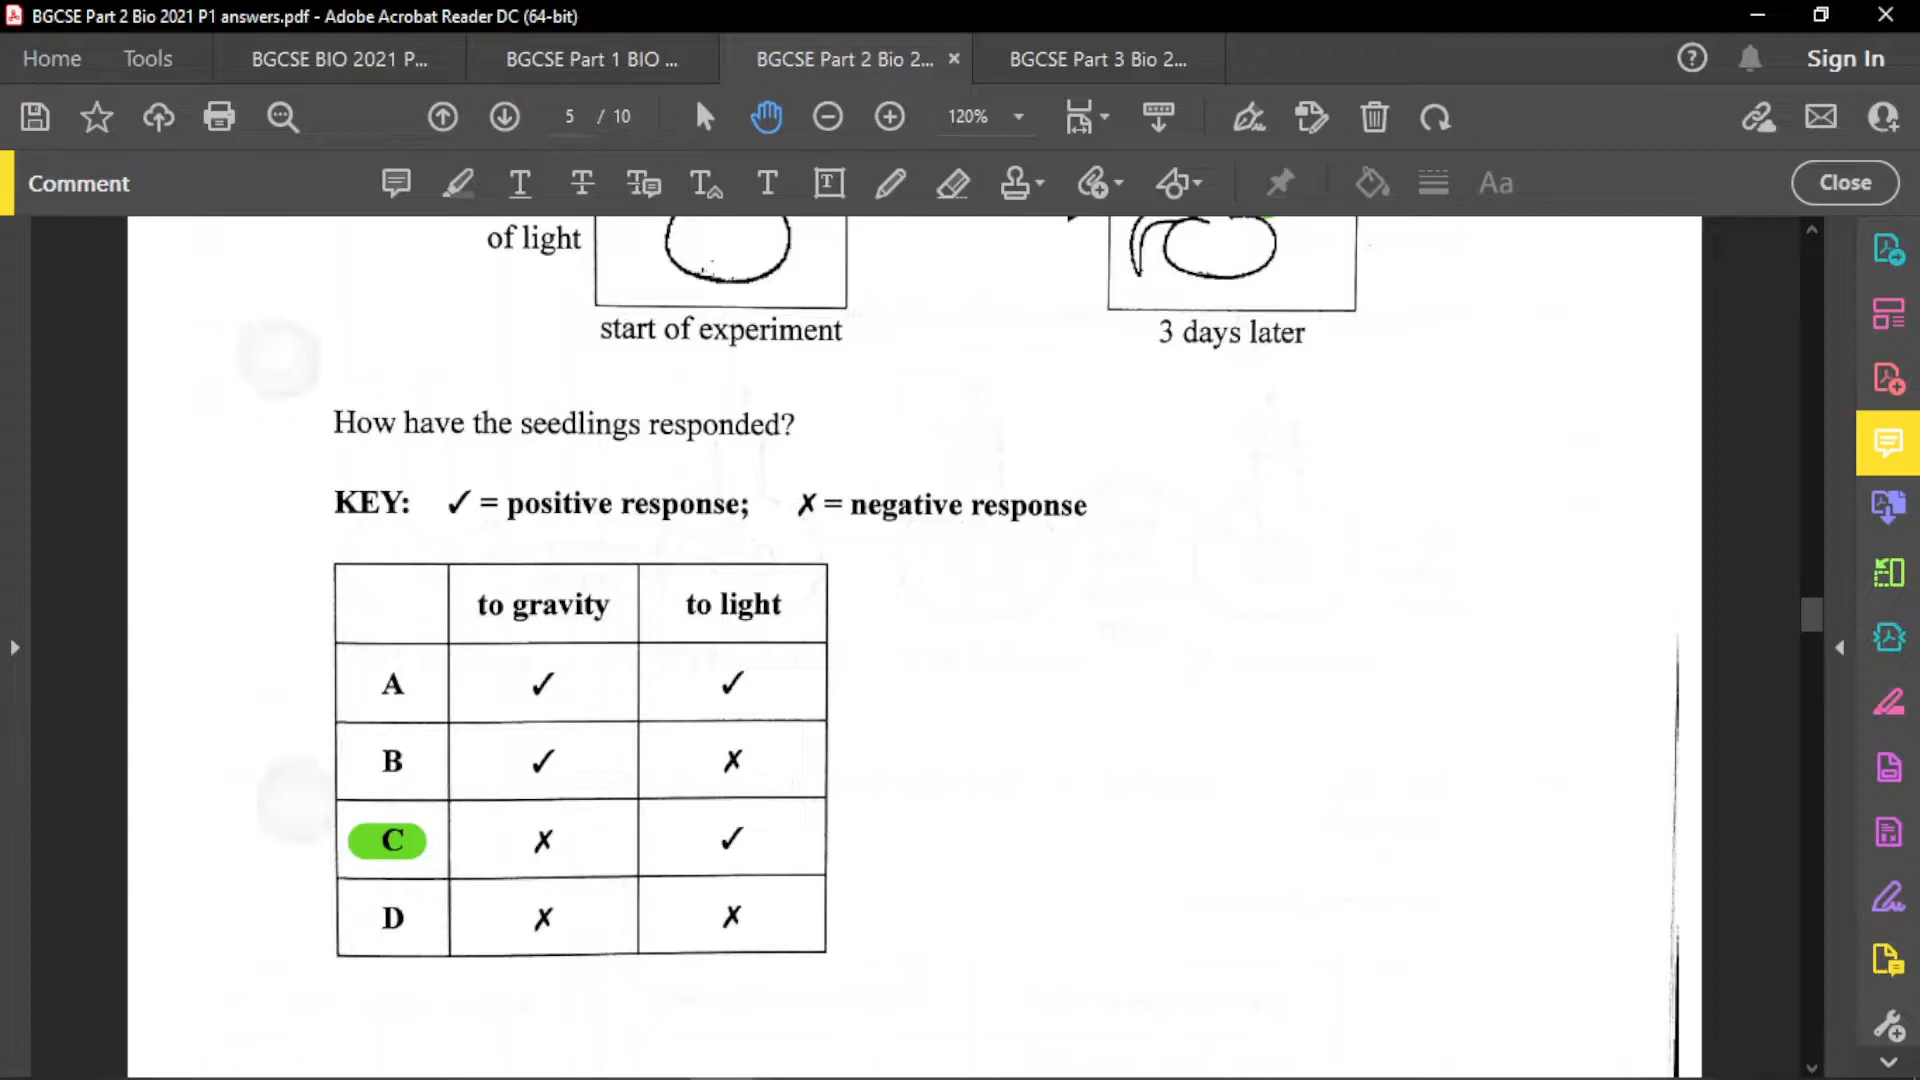 BGCSE Part 2 Bio 2021 P1 answers.pdf - Adobe Acrobat Reader DC (64-bit)
Home Tools BGCSE BIO 2021 P... BGCSE Part 1 BIO ... BGCSE Part 2 Bio 2... × BGCSE Part 3 Bio 2... Sign In
5 / 10 120%
Comment Aa Close
of light
start of experiment 3 days later
How have the seedlings responded?
KEY: ✓ = positive response; ✗ = negative response
to gravity to light
A ✓ ✓
B ✓ ✗
C ✗ ✓
D ✗ ✗